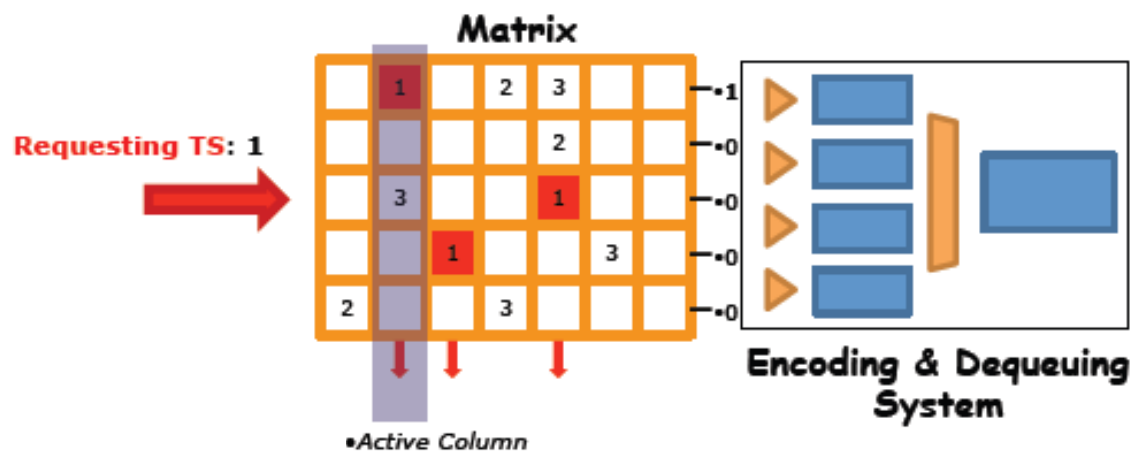 Matrix
Requesting TS: 1
1 2 3 •1
2 •0
3 1 •0
1 3 •0
2 3 •0
•Active Column
Encoding & Dequeuing
System